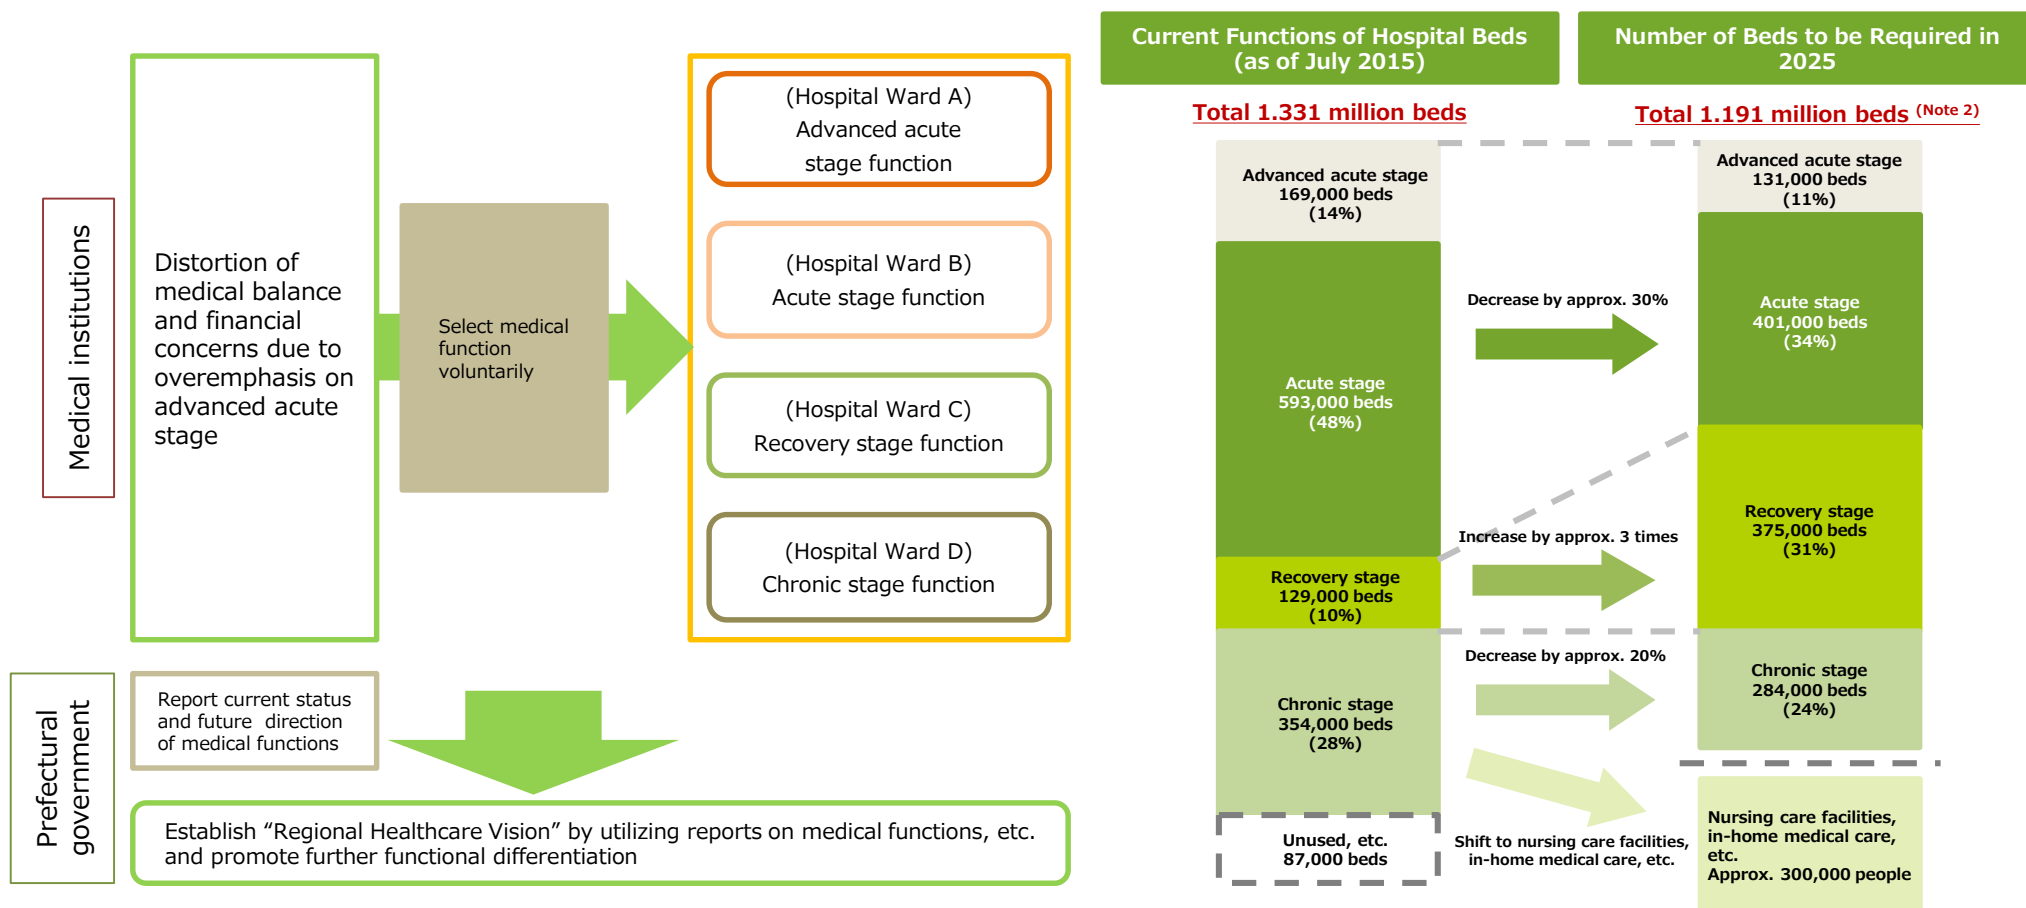 Medical institutions
Distortion of
medical balance
and financial
concerns due to
overemphasis on
advanced acute
stage
Select medical
function
voluntarily
(Hospital Ward A)
Advanced acute
stage function
(Hospital Ward B)
Acute stage function
(Hospital Ward C)
Recovery stage function
(Hospital Ward D)
Chronic stage function
Prefectural
government
Report current status
and future direction
of medical functions
Establish “Regional Healthcare Vision” by utilizing reports on medical functions, etc.
and promote further functional differentiation
Current Functions of Hospital Beds
(as of July 2015)
Total 1.331 million beds
Advanced acute stage
169,000 beds
(14%)
Acute stage
593,000 beds
(48%)
Recovery stage
129,000 beds
(10%)
Chronic stage
354,000 beds
(28%)
Unused, etc.
87,000 beds
Decrease by approx. 30%
Increase by approx. 3 times
Decrease by approx. 20%
Shift to nursing care facilities,
in-home medical care, etc.
Number of Beds to be Required in
2025
Total 1.191 million beds (Note 2)
Advanced acute stage
131,000 beds
(11%)
Acute stage
401,000 beds
(34%)
Recovery stage
375,000 beds
(31%)
Chronic stage
284,000 beds
(24%)
Nursing care facilities,
in-home medical care,
etc.
Approx. 300,000 people